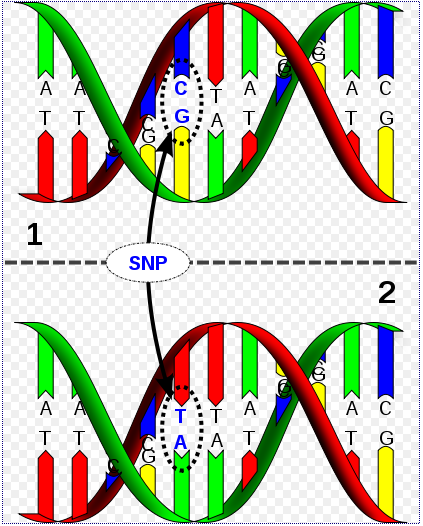 A A C C T A G G A C
T T C G G A T T G
1
SNP
2
A A C T T A G G A C
T T C G A A T T G